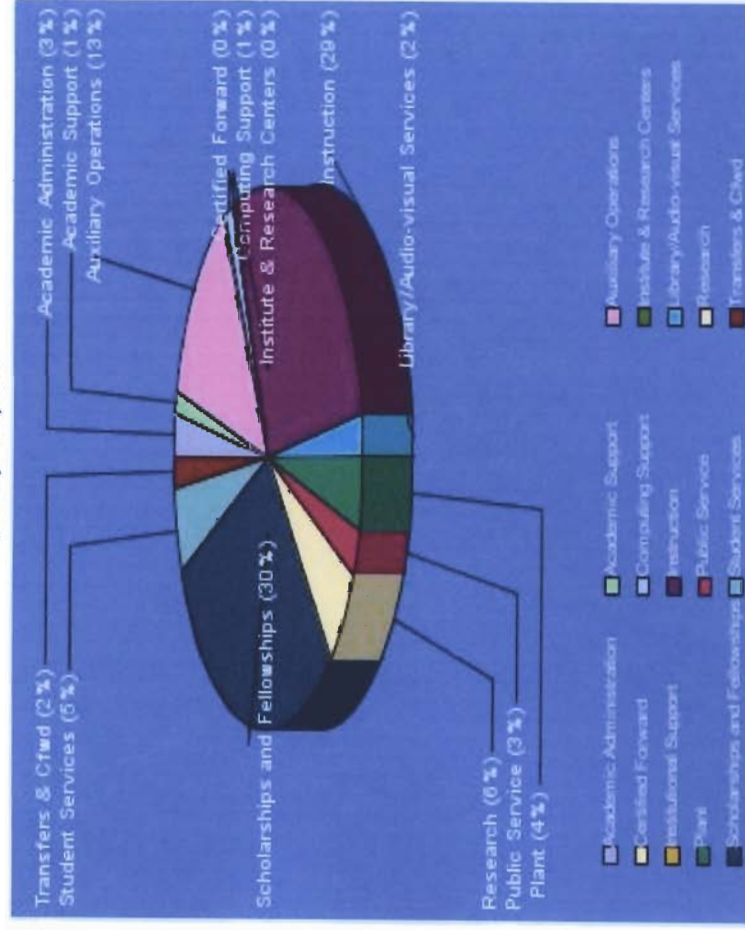 Academic Administration (3%)
Academic Support (1%)
Auxiliary Operations (13%)
Certified Forward (0%)
Computing Support (1%)
Institute & Research Centers (0%)
Instruction (29%)
Library/Audio-visual Services (2%)
Transfers & Cfwd (2%)
Student Services (5%)
Scholarships and Fellowships (30%)
Research (6%)
Public Service (3%)
Plant (4%)
Academic Administration
Academic Support
Auxiliary Operations
Certified Forward
Computing Support
Institute & Research Centers
Institutional Support
Instruction
Library/Audio-visual Services
Plant
Public Service
Research
Scholarships and Fellowships
Student Services
Transfers & Cfwd